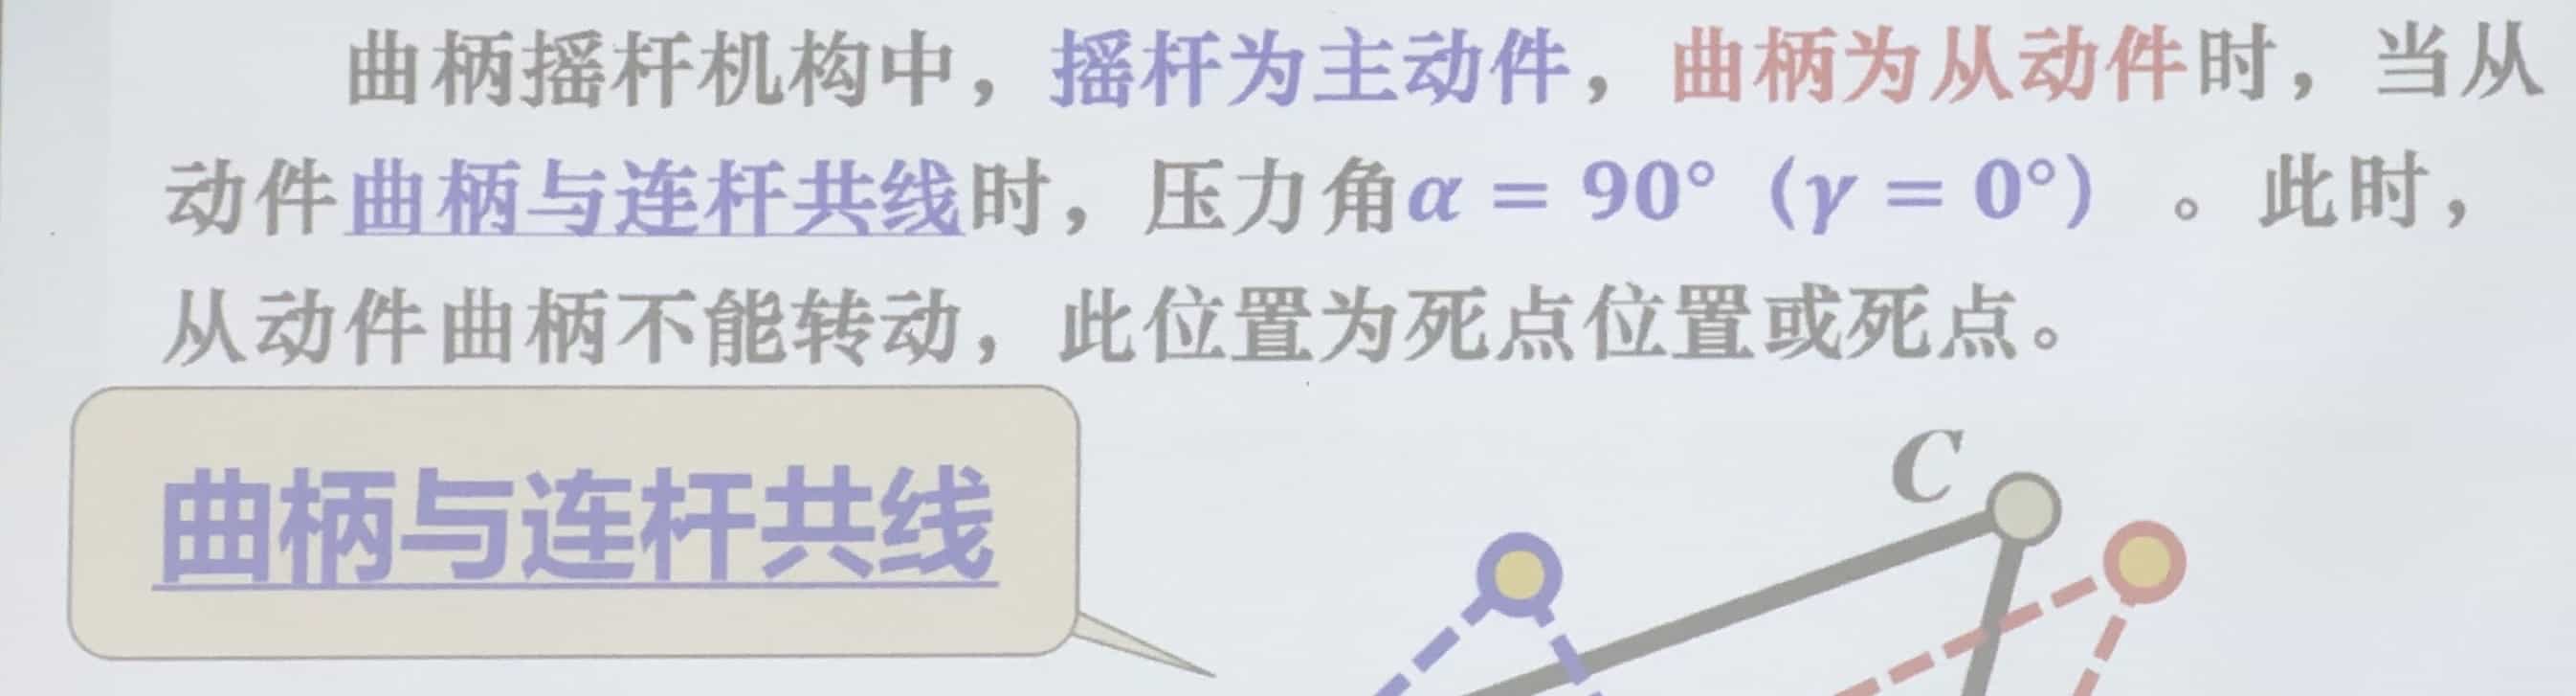 曲柄摇杆机构中，摇杆为主动件，曲柄为从动件时，当从
动件曲柄与连杆共线时，压力角α = 90°（γ = 0°）。此时，
从动件曲柄不能转动，此位置为死点位置或死点。
曲柄与连杆共线
C